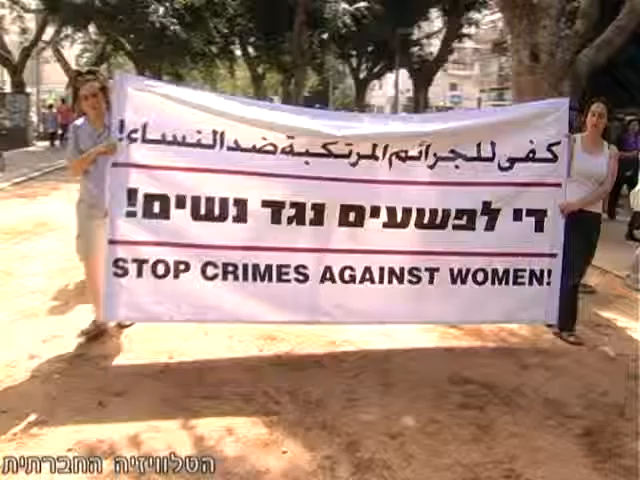 كفى للجرائم المرتكبة ضد النساء!
די לפשעים נגד נשים!
STOP CRIMES AGAINST WOMEN!
הטלוויזיה החברתית